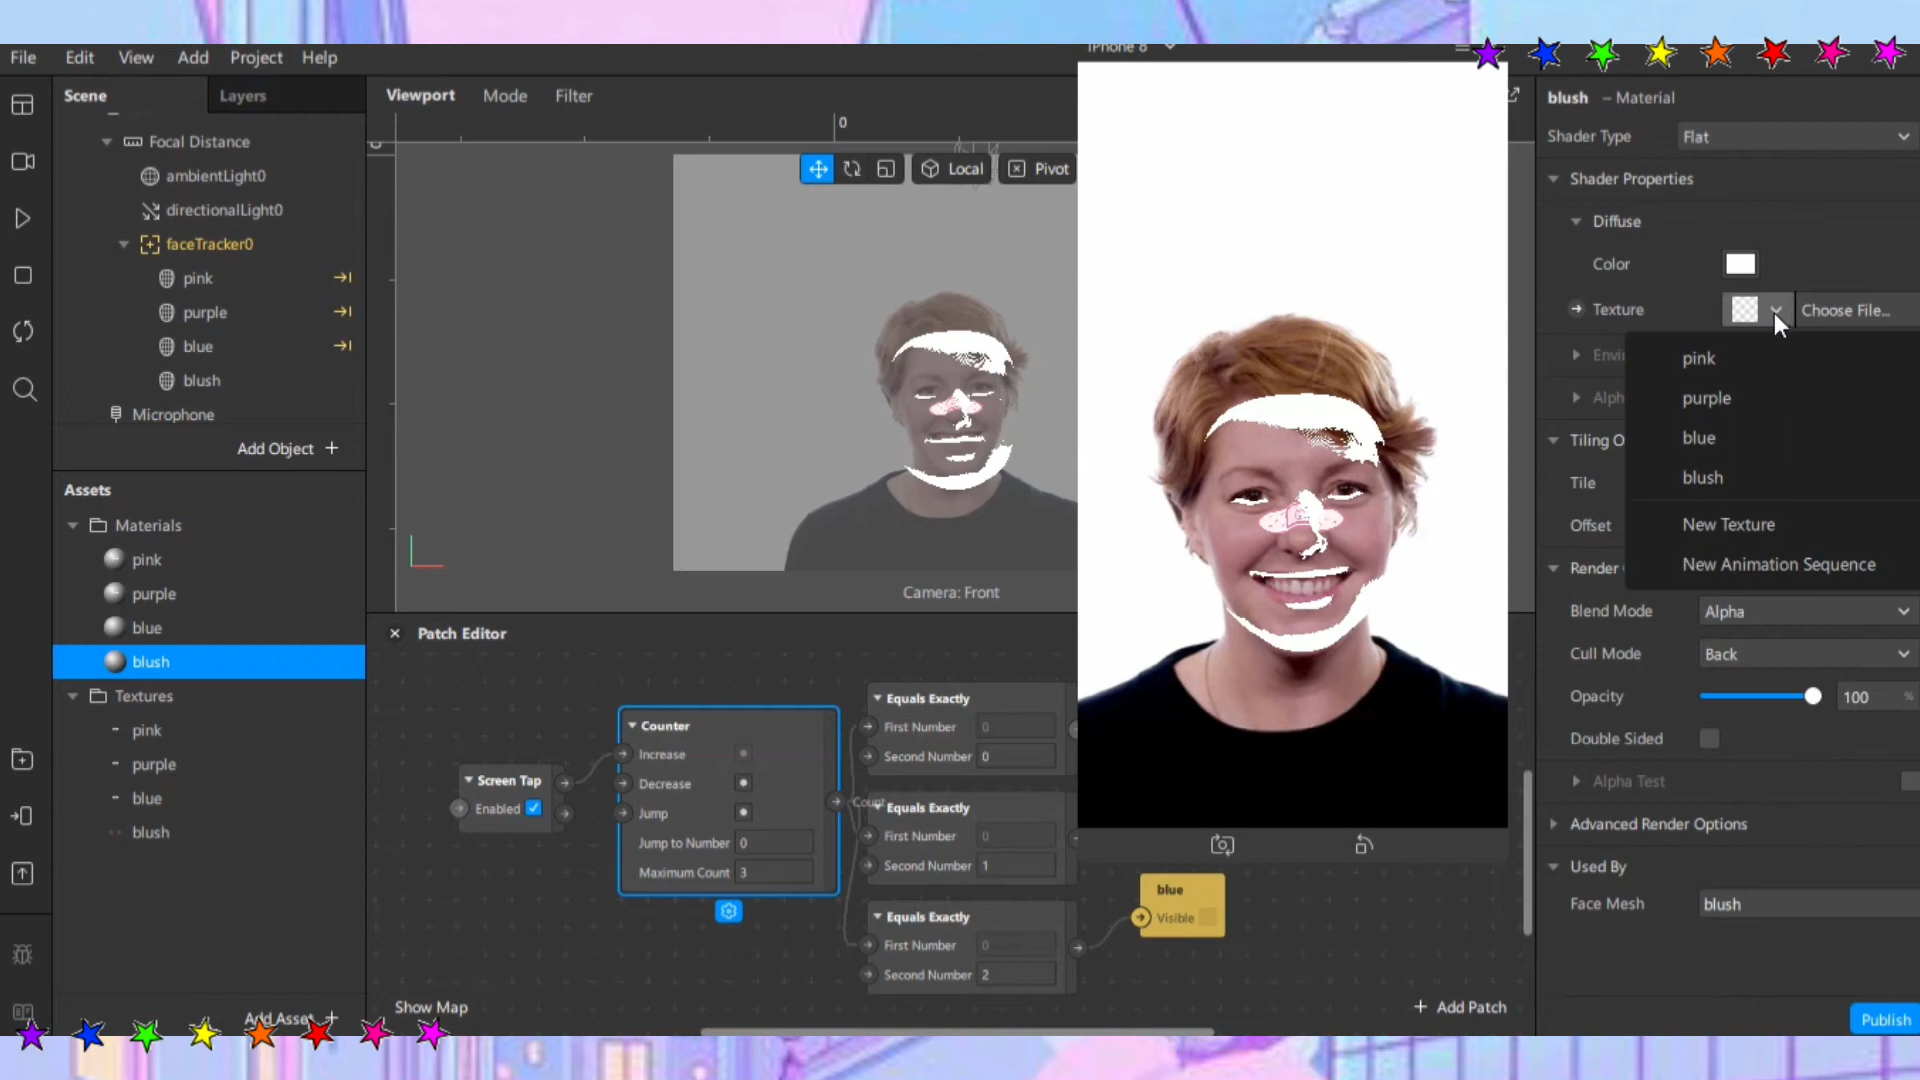 File Edit View Add Project Help
Scene Layers
Focal Distance
ambientLight0
directionalLight0
faceTracker0
pink
purple
blue
blush
Microphone
Add Object +
Assets
Materials
pink
purple
blue
blush
Textures
pink
purple
blue
blush
Add Asset +
Viewport Mode Filter
0
Local Pivot
Camera: Front
iPhone 8
Patch Editor
Screen Tap
Enabled
Counter
Increase
Decrease
Jump
Jump to Number 0
Maximum Count 3
Count
Equals Exactly
First Number 0
Second Number 0
Equals Exactly
First Number 0
Second Number 1
Equals Exactly
First Number 0
Second Number 2
blue
Visible
Show Map
+ Add Patch
blush – Material
Shader Type Flat
Shader Properties
Diffuse
Color
Texture Choose File...
pink
purple
blue
blush
New Texture
New Animation Sequence
Envi
Alph
Tiling O
Tile
Offset
Render
Blend Mode Alpha
Cull Mode Back
Opacity 100 %
Double Sided
Alpha Test
Advanced Render Options
Used By
Face Mesh blush
Publish